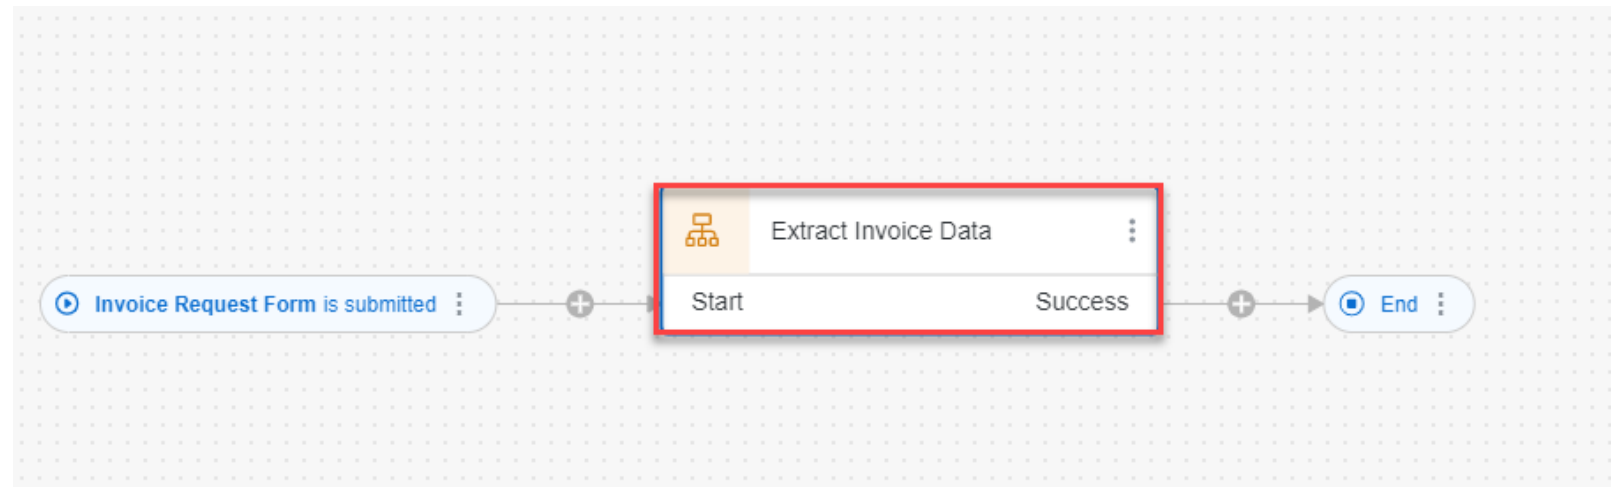 Extract Invoice Data
Invoice Request Form is submitted
Start
Success
End